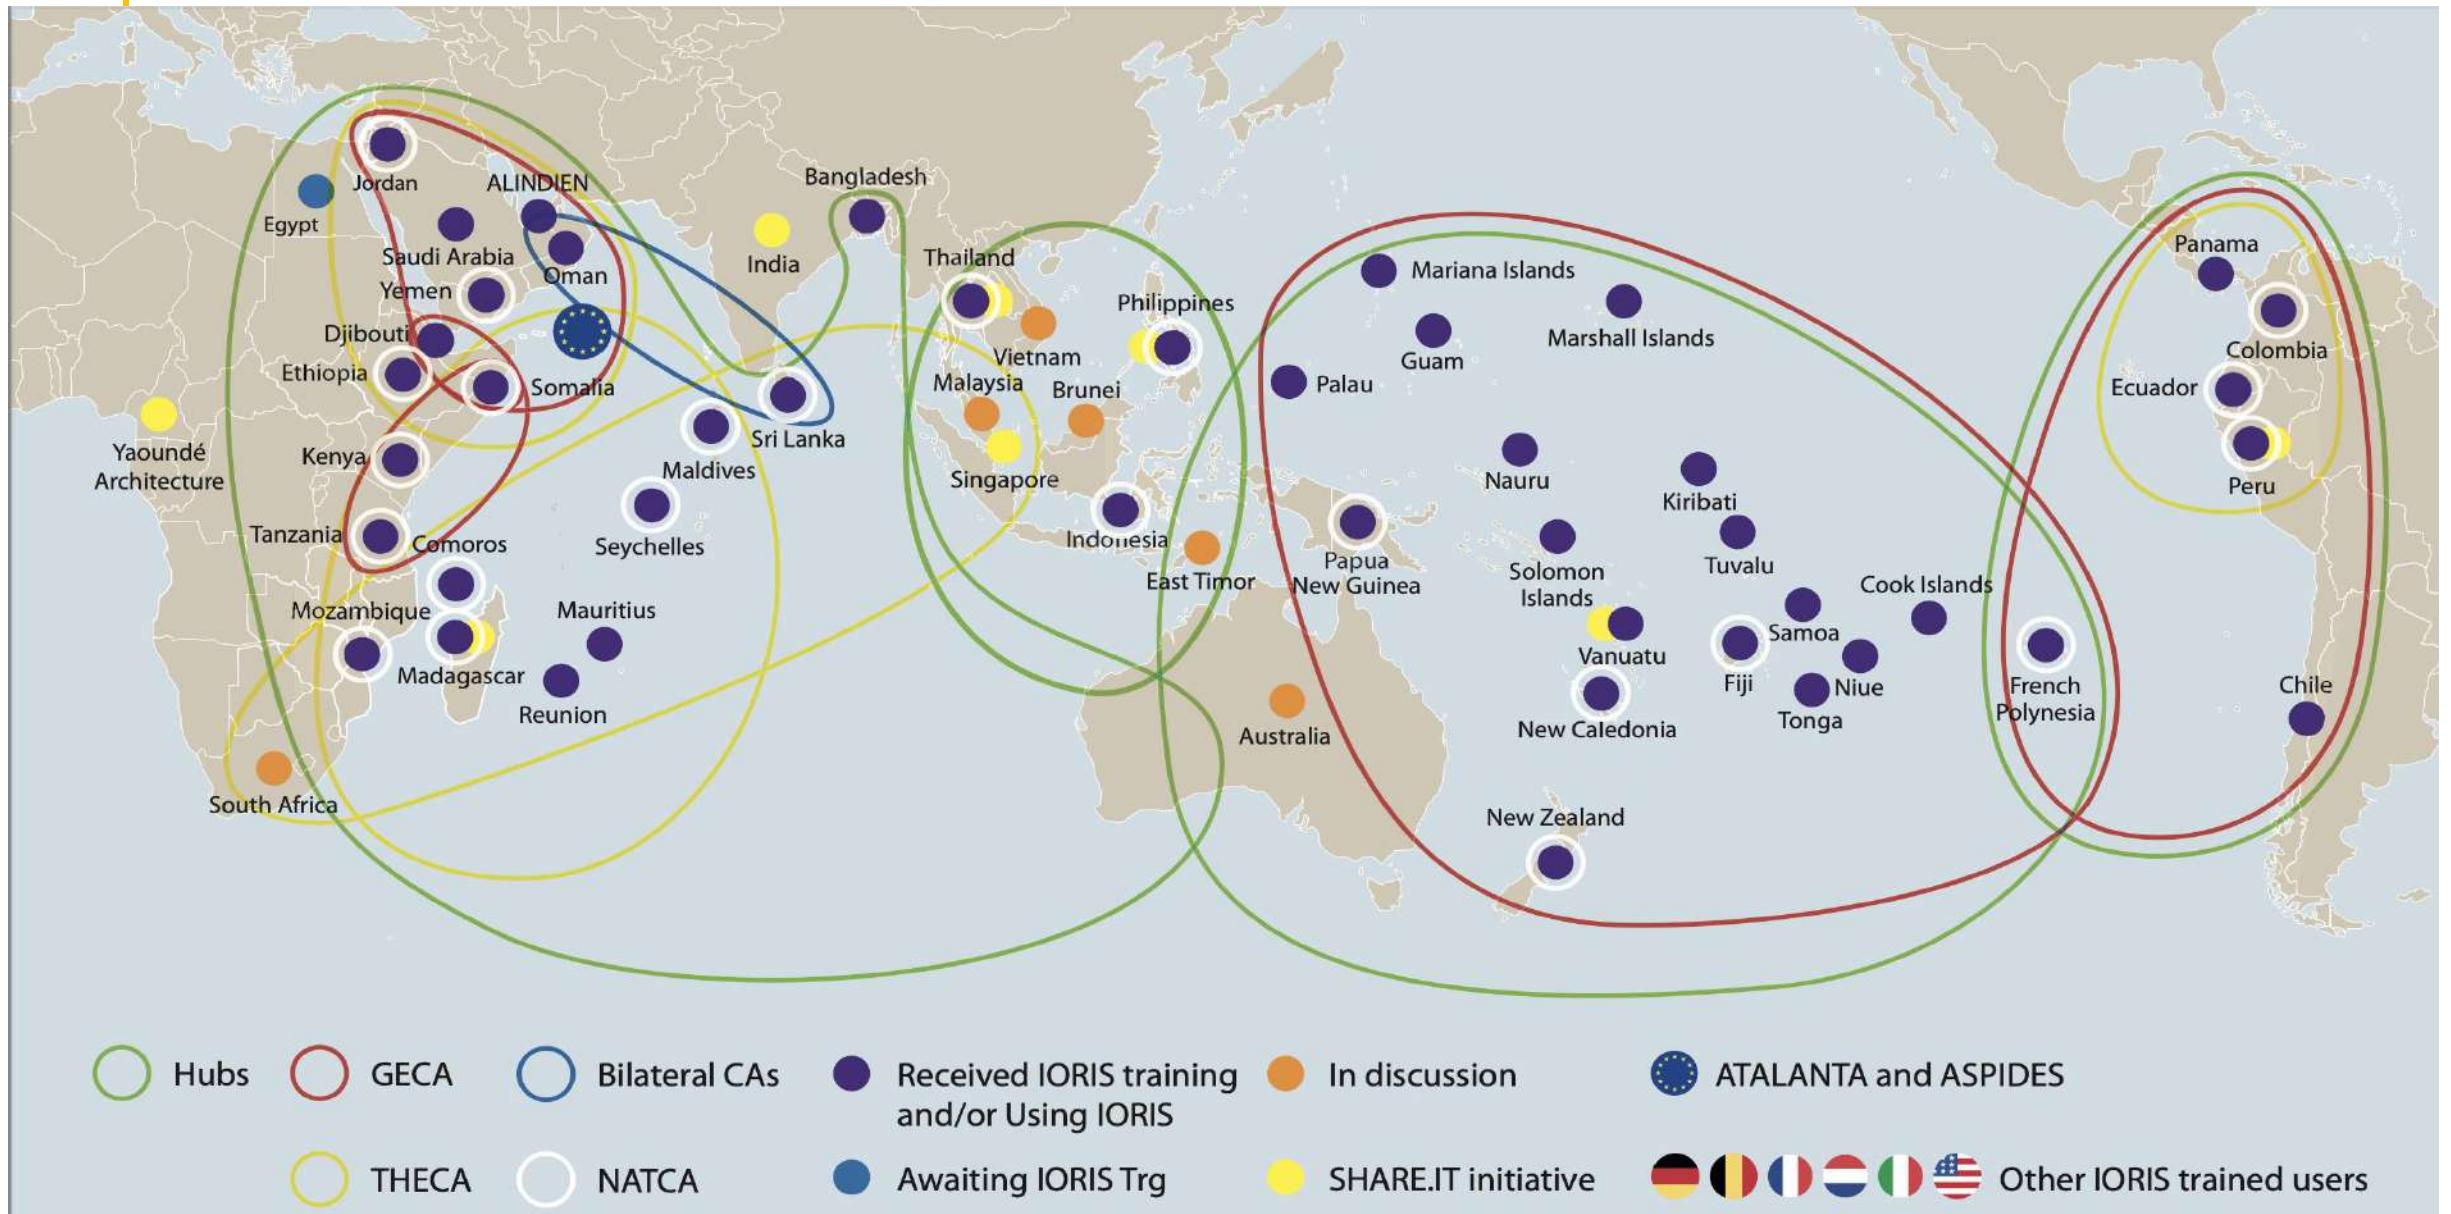 Jordan
Egypt
ALINDIEN
Saudi Arabia
Oman
Yemen
Djibouti
Ethiopia
Somalia
Yaoundé
Architecture
Kenya
Tanzania
Comoros
Mozambique
Madagascar
Mauritius
Reunion
South Africa
Seychelles
Maldives
Sri Lanka
India
Bangladesh
Thailand
Vietnam
Philippines
Malaysia
Brunei
Singapore
Indonesia
East Timor
Australia
Mariana Islands
Guam
Marshall Islands
Palau
Nauru
Kiribati
Papua
New Guinea
Solomon
Islands
Tuvalu
Vanuatu
New Caledonia
Fiji
Samoa
Niue
Tonga
Cook Islands
New Zealand
French
Polynesia
Panama
Colombia
Ecuador
Peru
Chile
Hubs
GECA
Bilateral CAs
Received IORIS training
and/or Using IORIS
In discussion
ATALANTA and ASPIDES
THECA
NATCA
Awaiting IORIS Trg
SHARE.IT initiative
Other IORIS trained users